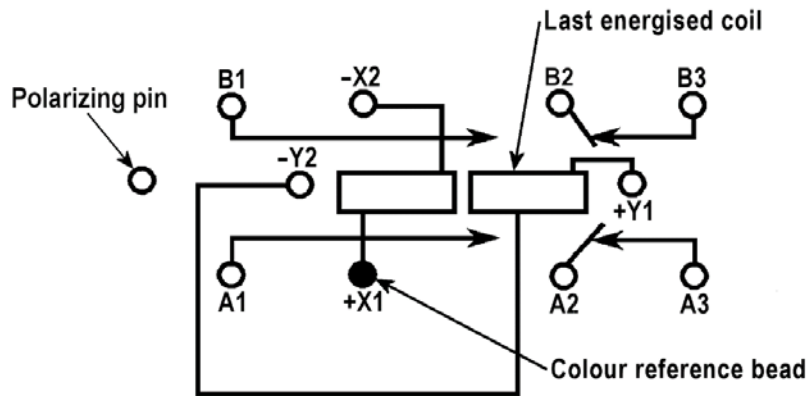 Last energised coil
B1
−X2
B2
B3
Polarizing pin
−Y2
+Y1
A1
+X1
A2
A3
Colour reference bead